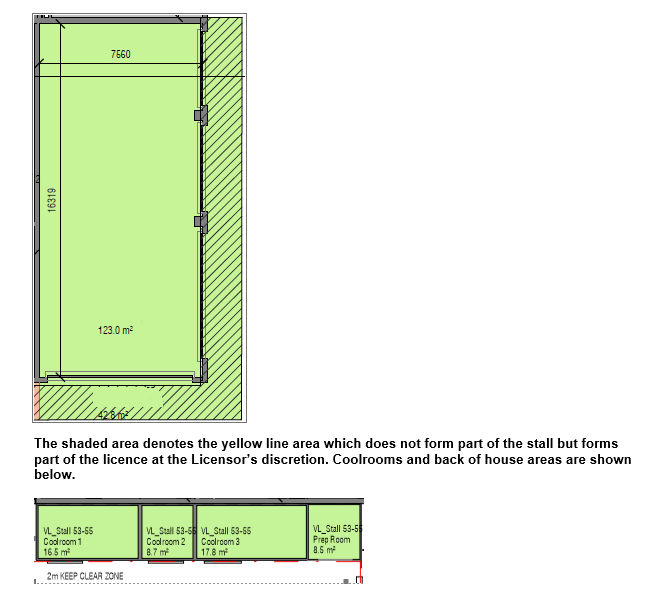 7560
16319
123.0 m²
42.8 m²
The shaded area denotes the yellow line area which does not form part of the stall but forms
part of the licence at the Licensor's discretion. Coolrooms and back of house areas are shown
below.
VL_Stall 53-55
Coolroom 1
16.5 m²
VL_Stall 53-55
Coolroom 2
8.7 m²
VL_Stall 53-55
Coolroom 3
17.8 m²
VL_Stall 53-55
Prep Room
8.5 m²
2m KEEP CLEAR ZONE